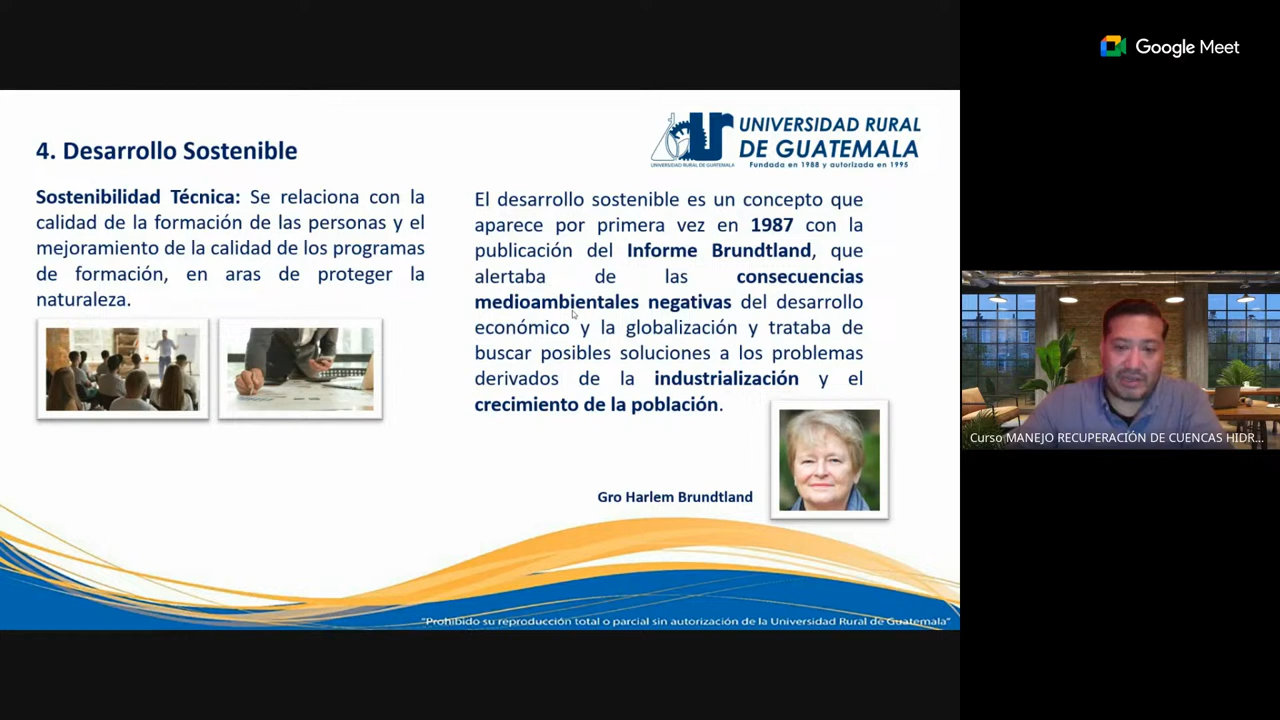 Google Meet
4. Desarrollo Sostenible
UNIVERSIDAD RURAL
DE GUATEMALA
Fundada en 1988 y autorizada en 1995
UNIVERSIDAD RURAL DE GUATEMALA
Sostenibilidad Técnica: Se relaciona con la
calidad de la formación de las personas y el
mejoramiento de la calidad de los programas
de formación, en aras de proteger la
naturaleza.
El desarrollo sostenible es un concepto que
aparece por primera vez en 1987 con la
publicación del Informe Brundtland, que
alertaba de las consecuencias
medioambientales negativas del desarrollo
económico y la globalización y trataba de
buscar posibles soluciones a los problemas
derivados de la industrialización y el
crecimiento de la población.
Gro Harlem Brundtland
"Prohibido su reproducción total o parcial sin autorización de la Universidad Rural de Guatemala"
Curso MANEJO RECUPERACIÓN DE CUENCAS HIDR...